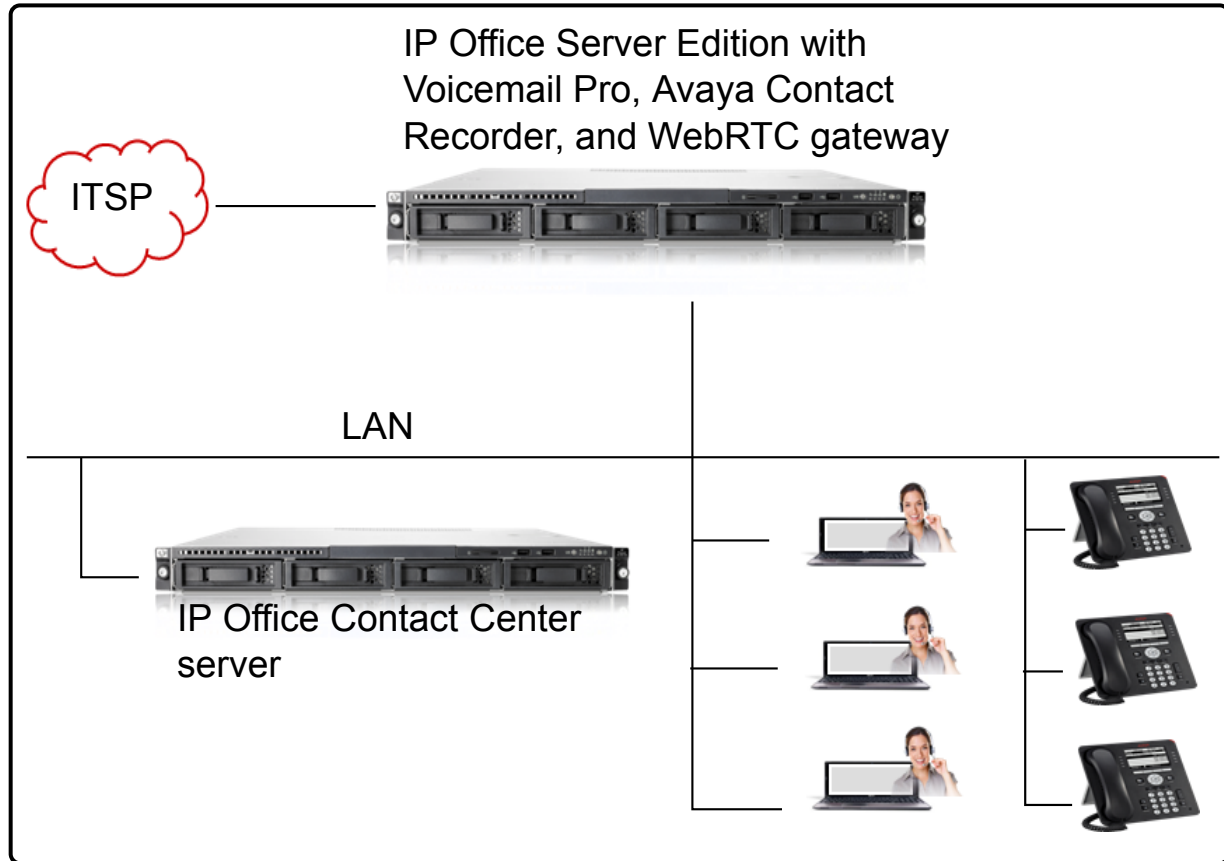 IP Office Server Edition with
Voicemail Pro, Avaya Contact
Recorder, and WebRTC gateway
ITSP
LAN
IP Office Contact Center
server